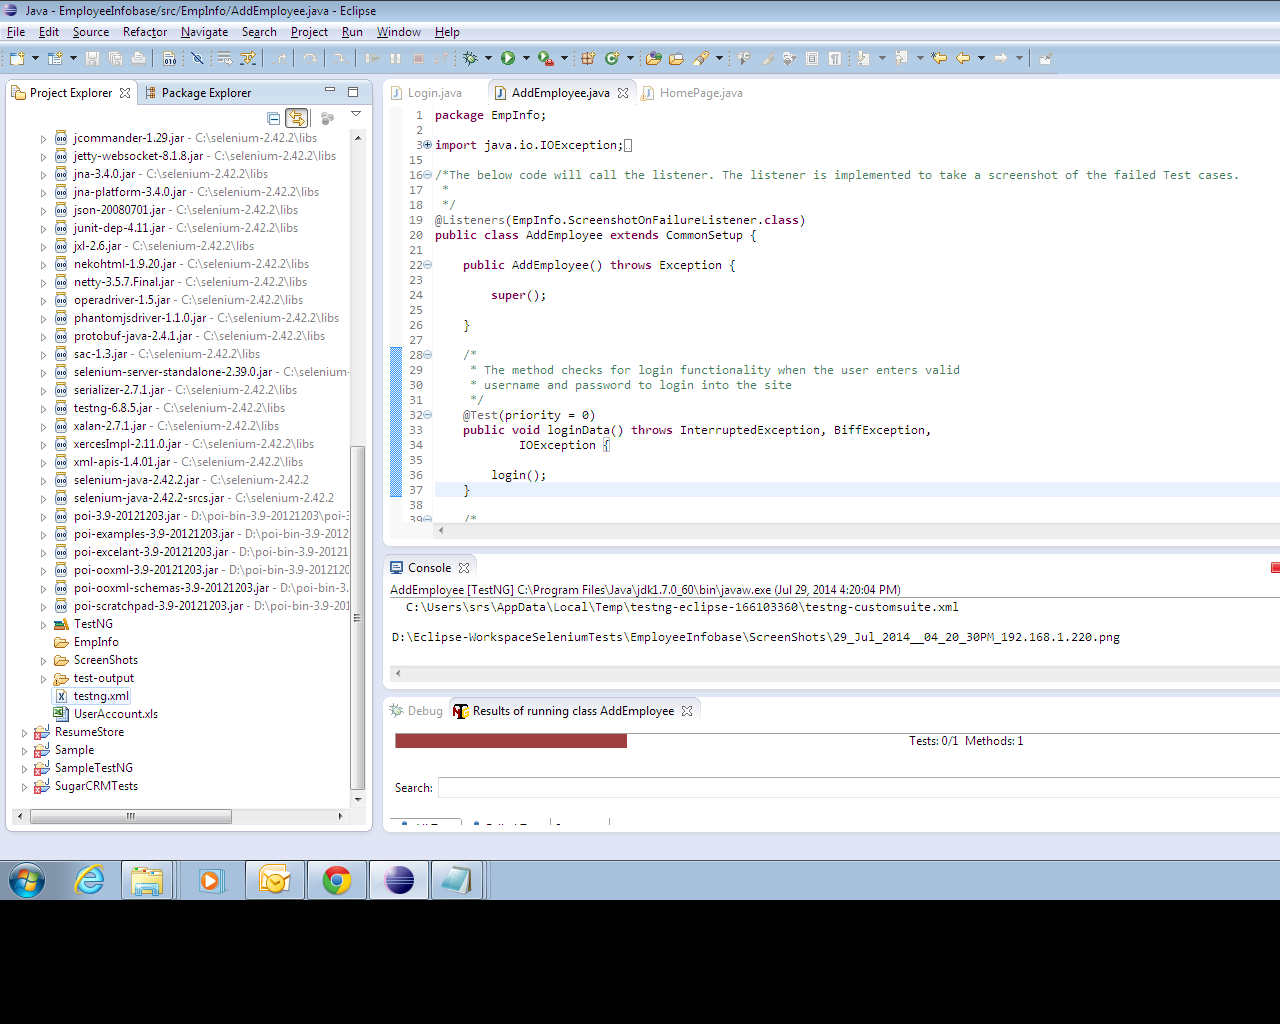 Java - EmployeeInfobase/src/EmpInfo/AddEmployee.java - Eclipse
File Edit Source Refactor Navigate Search Project Run Window Help
Project Explorer Package Explorer
jcommander-1.29.jar - C:\selenium-2.42.2\libs
jetty-websocket-8.1.8.jar - C:\selenium-2.42.2\libs
jna-3.4.0.jar - C:\selenium-2.42.2\libs
jna-platform-3.4.0.jar - C:\selenium-2.42.2\libs
json-20080701.jar - C:\selenium-2.42.2\libs
junit-dep-4.11.jar - C:\selenium-2.42.2\libs
jxl-2.6.jar - C:\selenium-2.42.2\libs
nekohtml-1.9.20.jar - C:\selenium-2.42.2\libs
netty-3.5.7.Final.jar - C:\selenium-2.42.2\libs
operadriver-1.5.jar - C:\selenium-2.42.2\libs
phantomjsdriver-1.1.0.jar - C:\selenium-2.42.2\libs
protobuf-java-2.4.1.jar - C:\selenium-2.42.2\libs
sac-1.3.jar - C:\selenium-2.42.2\libs
selenium-server-standalone-2.39.0.jar - C:\selenium-
serializer-2.7.1.jar - C:\selenium-2.42.2\libs
testng-6.8.5.jar - C:\selenium-2.42.2\libs
xalan-2.7.1.jar - C:\selenium-2.42.2\libs
xercesImpl-2.11.0.jar - C:\selenium-2.42.2\libs
xml-apis-1.4.01.jar - C:\selenium-2.42.2\libs
selenium-java-2.42.2.jar - C:\selenium-2.42.2
selenium-java-2.42.2-srcs.jar - C:\selenium-2.42.2
poi-3.9-20121203.jar - D:\poi-bin-3.9-20121203\poi-3
poi-examples-3.9-20121203.jar - D:\poi-bin-3.9-2012
poi-excelant-3.9-20121203.jar - D:\poi-bin-3.9-20121
poi-ooxml-3.9-20121203.jar - D:\poi-bin-3.9-2012120
poi-ooxml-schemas-3.9-20121203.jar - D:\poi-bin-3.
poi-scratchpad-3.9-20121203.jar - D:\poi-bin-3.9-201
TestNG
EmpInfo
ScreenShots
test-output
testng.xml
UserAccount.xls
ResumeStore
Sample
SampleTestNG
SugarCRMTests
Login.java AddEmployee.java HomePage.java
1 package EmpInfo;
2
3 import java.io.IOException;
15
16 /*The below code will call the listener. The listener is implemented to take a screenshot of the failed Test cases.
17 *
18 */
19 @Listeners(EmpInfo.ScreenshotOnFailureListener.class)
20 public class AddEmployee extends CommonSetup {
21
22 public AddEmployee() throws Exception {
23
24 super();
25
26 }
27
28 /*
29 * The method checks for login functionality when the user enters valid
30 * username and password to login into the site
31 */
32 @Test(priority = 0)
33 public void loginData() throws InterruptedException, BiffException,
34 IOException {
35
36 login();
37 }
38
39 /*
Console
AddEmployee [TestNG] C:\Program Files\Java\jdk1.7.0_60\bin\javaw.exe (Jul 29, 2014 4:20:04 PM)
C:\Users\srs\AppData\Local\Temp\testng-eclipse-166103360\testng-customsuite.xml
D:\Eclipse-WorkspaceSeleniumTests\EmployeeInfobase\ScreenShots\29_Jul_2014__04_20_30PM_192.168.1.220.png
Debug Results of running class AddEmployee
Tests: 0/1 Methods: 1
Search: